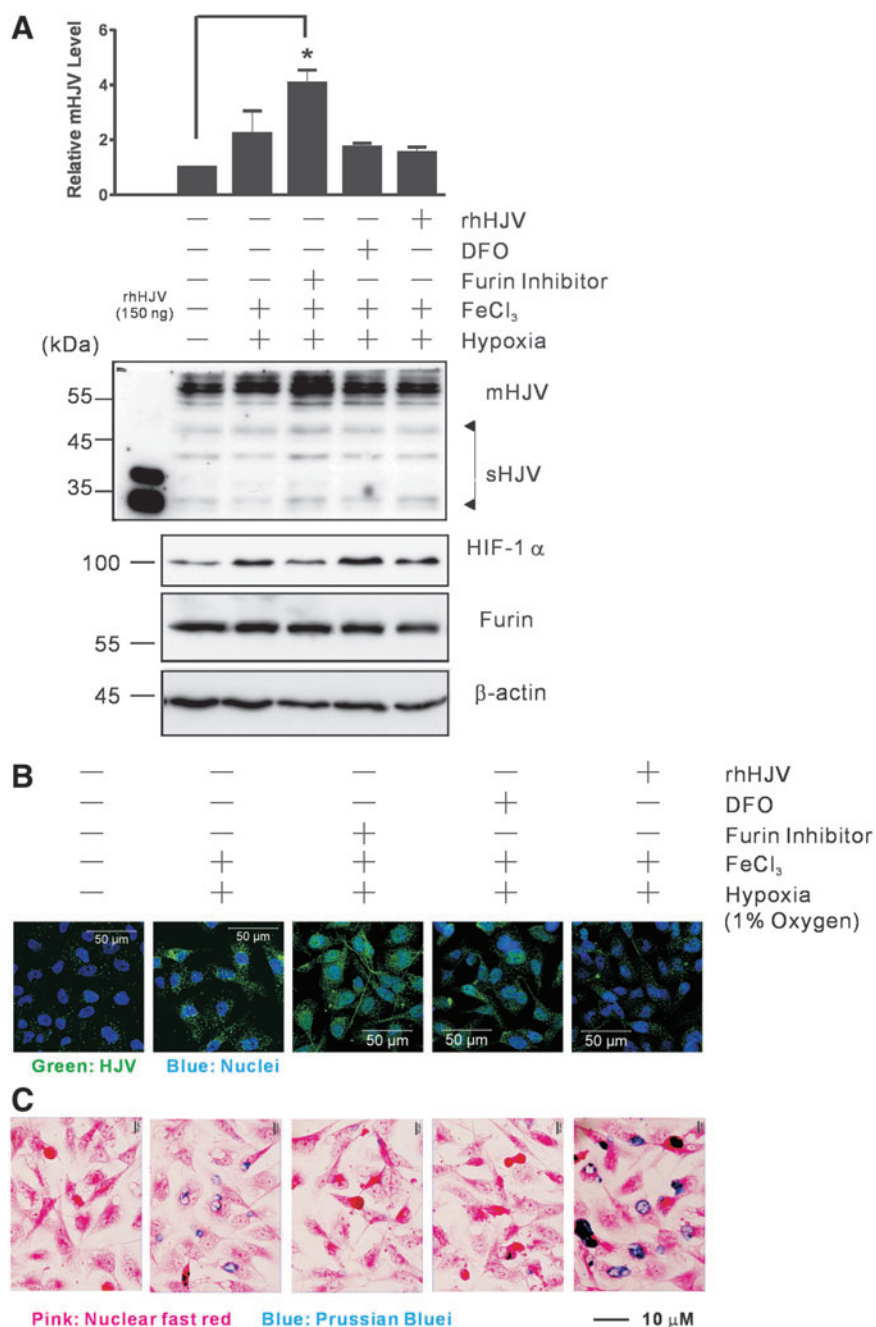 A
Relative mHJV Level
6
4
2
0
*
— — — — — + rhHJV
— — — — + — DFO
— — — + — — Furin Inhibitor
rhHJV
(150 ng)
— + + + + FeCl₃
— + + + + Hypoxia
(kDa)
55
45
35
mHJV
sHJV
100
HIF-1 α
55
Furin
45
β-actin
B
— — — — + rhHJV
— — — + — DFO
— — + — — Furin Inhibitor
— + + + + FeCl₃
— + + + + Hypoxia
(1% Oxygen)
50 µm
50 µm
50 µm
50 µm
50 µm
Green: HJV Blue: Nuclei
C
Pink: Nuclear fast red Blue: Prussian Bluei — 10 µM